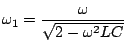 ω₁ = ω / √(2 − ω²LC)